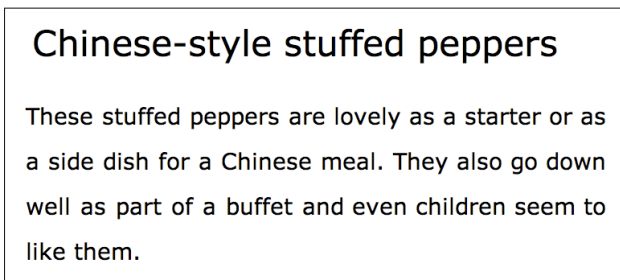 Chinese-style stuffed peppers
These stuffed peppers are lovely as a starter or as
a side dish for a Chinese meal. They also go down
well as part of a buffet and even children seem to
like them.